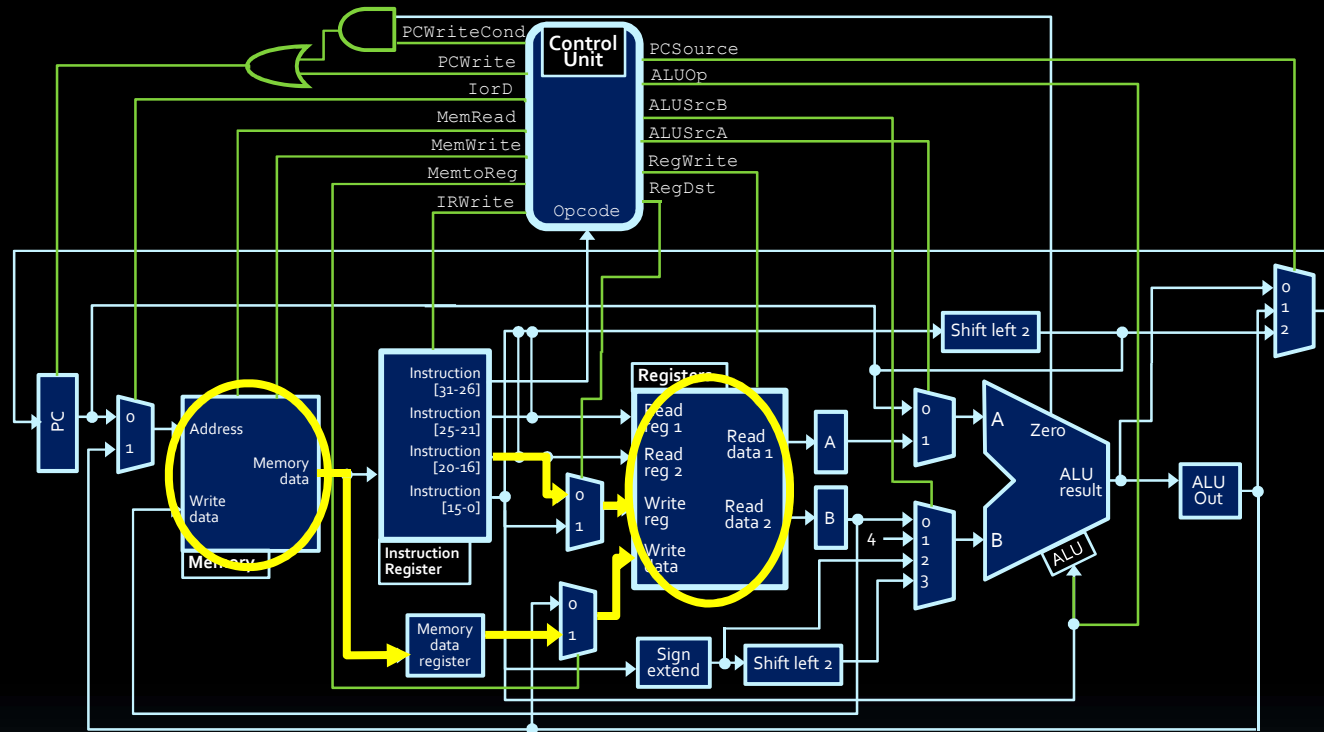 PCWriteCond
PCWrite
IorD
MemRead
MemWrite
MemtoReg
IRWrite
Control
Unit
Opcode
PCSource
ALUOp
ALUSrcB
ALUSrcA
RegWrite
RegDst
PC
0
1
Address
Memory
data
Write
data
Memory
Instruction
[31-26]
Instruction
[25-21]
Instruction
[20-16]
Instruction
[15-0]
Instruction
Register
0
1
Memory
data
register
0
1
Registers
Read
reg 1
Read
reg 2
Write
reg
Write
data
Read
data 1
Read
data 2
A
B
Sign
extend
Shift left 2
Shift left 2
0
1
4
0
1
2
3
A
B
Zero
ALU
result
ALU
ALU
Out
0
1
2